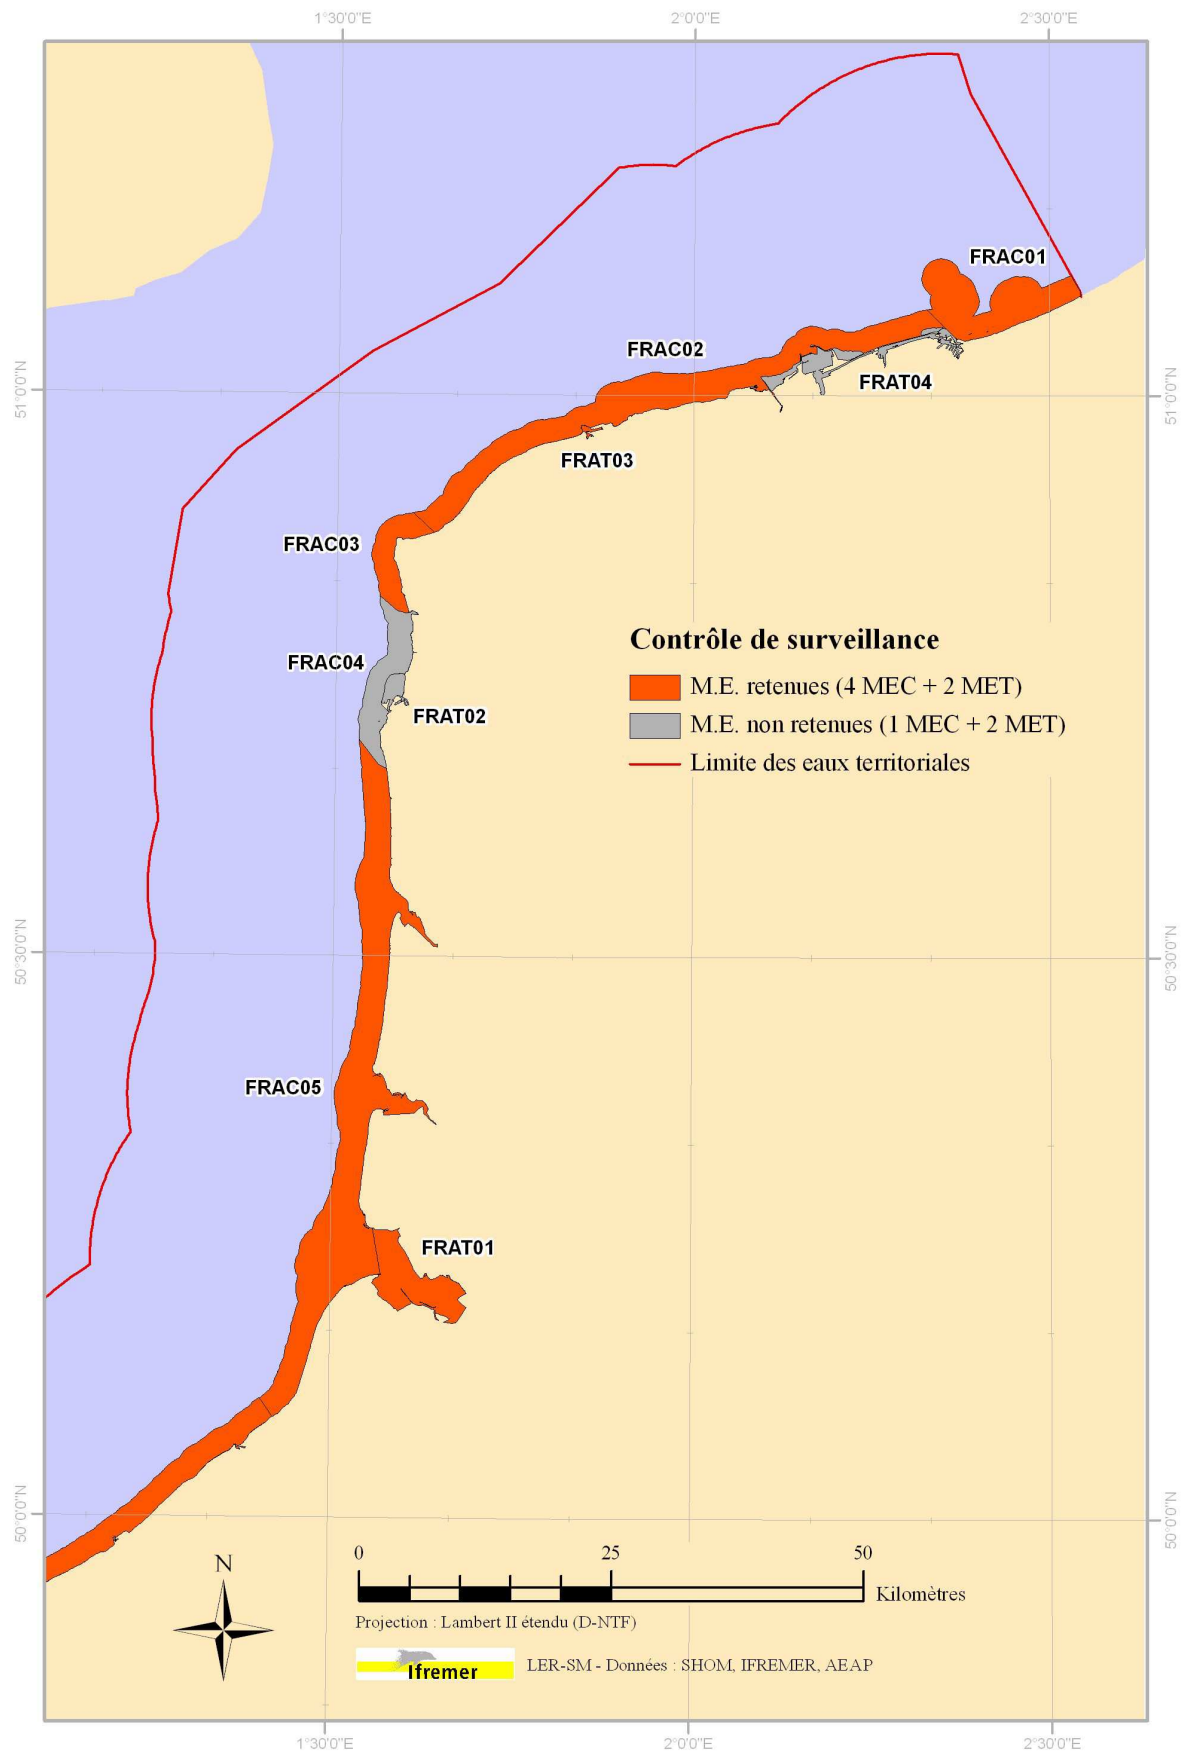 1°30'0"E
2°0'0"E
2°30'0"E
FRAC01
FRAC02
51°0'0"N
51°0'0"N
FRAT04
FRAT03
FRAC03
Contrôle de surveillance
FRAC04
M.E. retenues (4 MEC + 2 MET)
FRAT02
M.E. non retenues (1 MEC + 2 MET)
Limite des eaux territoriales
50°30'0"N
50°30'0"N
FRAC05
FRAT01
50°0'0"N
50°0'0"N
N
0 25 50
Kilomètres
Projection : Lambert II étendu (D-NTF)
Ifremer
LER-SM - Données : SHOM, IFREMER, AEAP
1°30'0"E
2°0'0"E
2°30'0"E